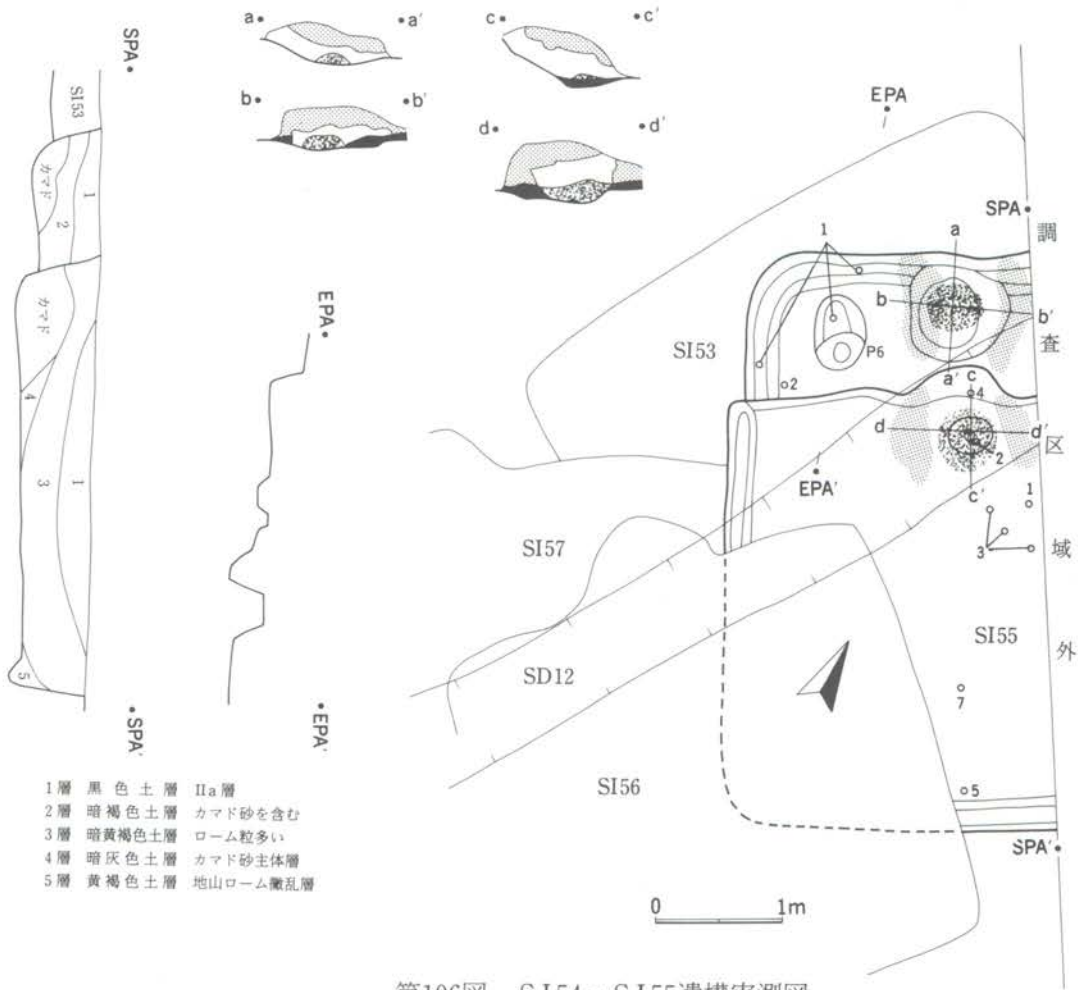 SPA
SI53
カマド
1
2
カマド
4
3
1
5
SPA'
a a'
b b'
c c'
d d'
EPA
EPA'
EPA
SPA
調査区域外
1
a
b
b'
P6
SI53
2
a'
c
4
d
d'
2
EPA'
c'
1
3
SI57
SI55
SD12
7
SI56
5
SPA'
1層 黒色土層 IIa層
2層 暗褐色土層 カマド砂を含む
3層 暗黄褐色土層 ローム粒多い
4層 暗灰色土層 カマド砂主体層
5層 黄褐色土層 地山ローム攪乱層
0 1m
第106図 SI54・SI55遺構実測図